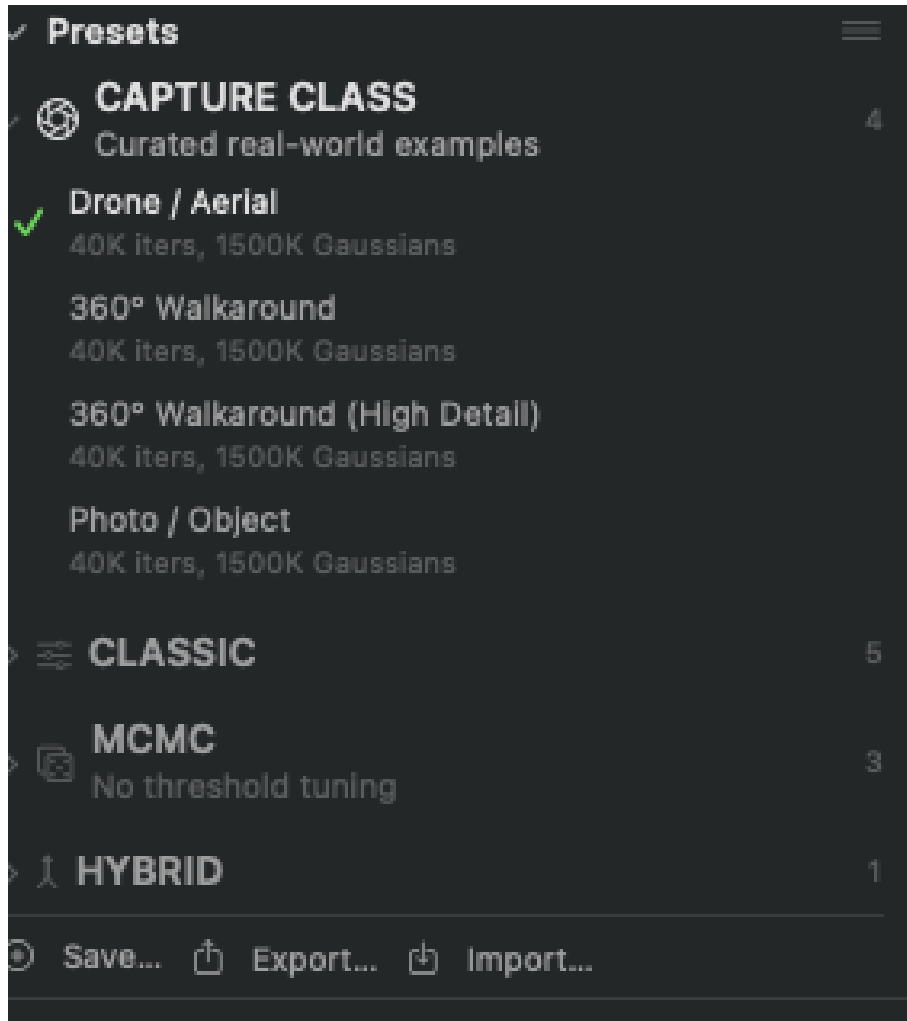 Presets
CAPTURE CLASS
4
Curated real-world examples
Drone / Aerial
40K iters, 1500K Gaussians
360° Walkaround
40K iters, 1500K Gaussians
360° Walkaround (High Detail)
40K iters, 1500K Gaussians
Photo / Object
40K iters, 1500K Gaussians
CLASSIC
5
MCMC
3
No threshold tuning
HYBRID
1
Save... Export... Import...